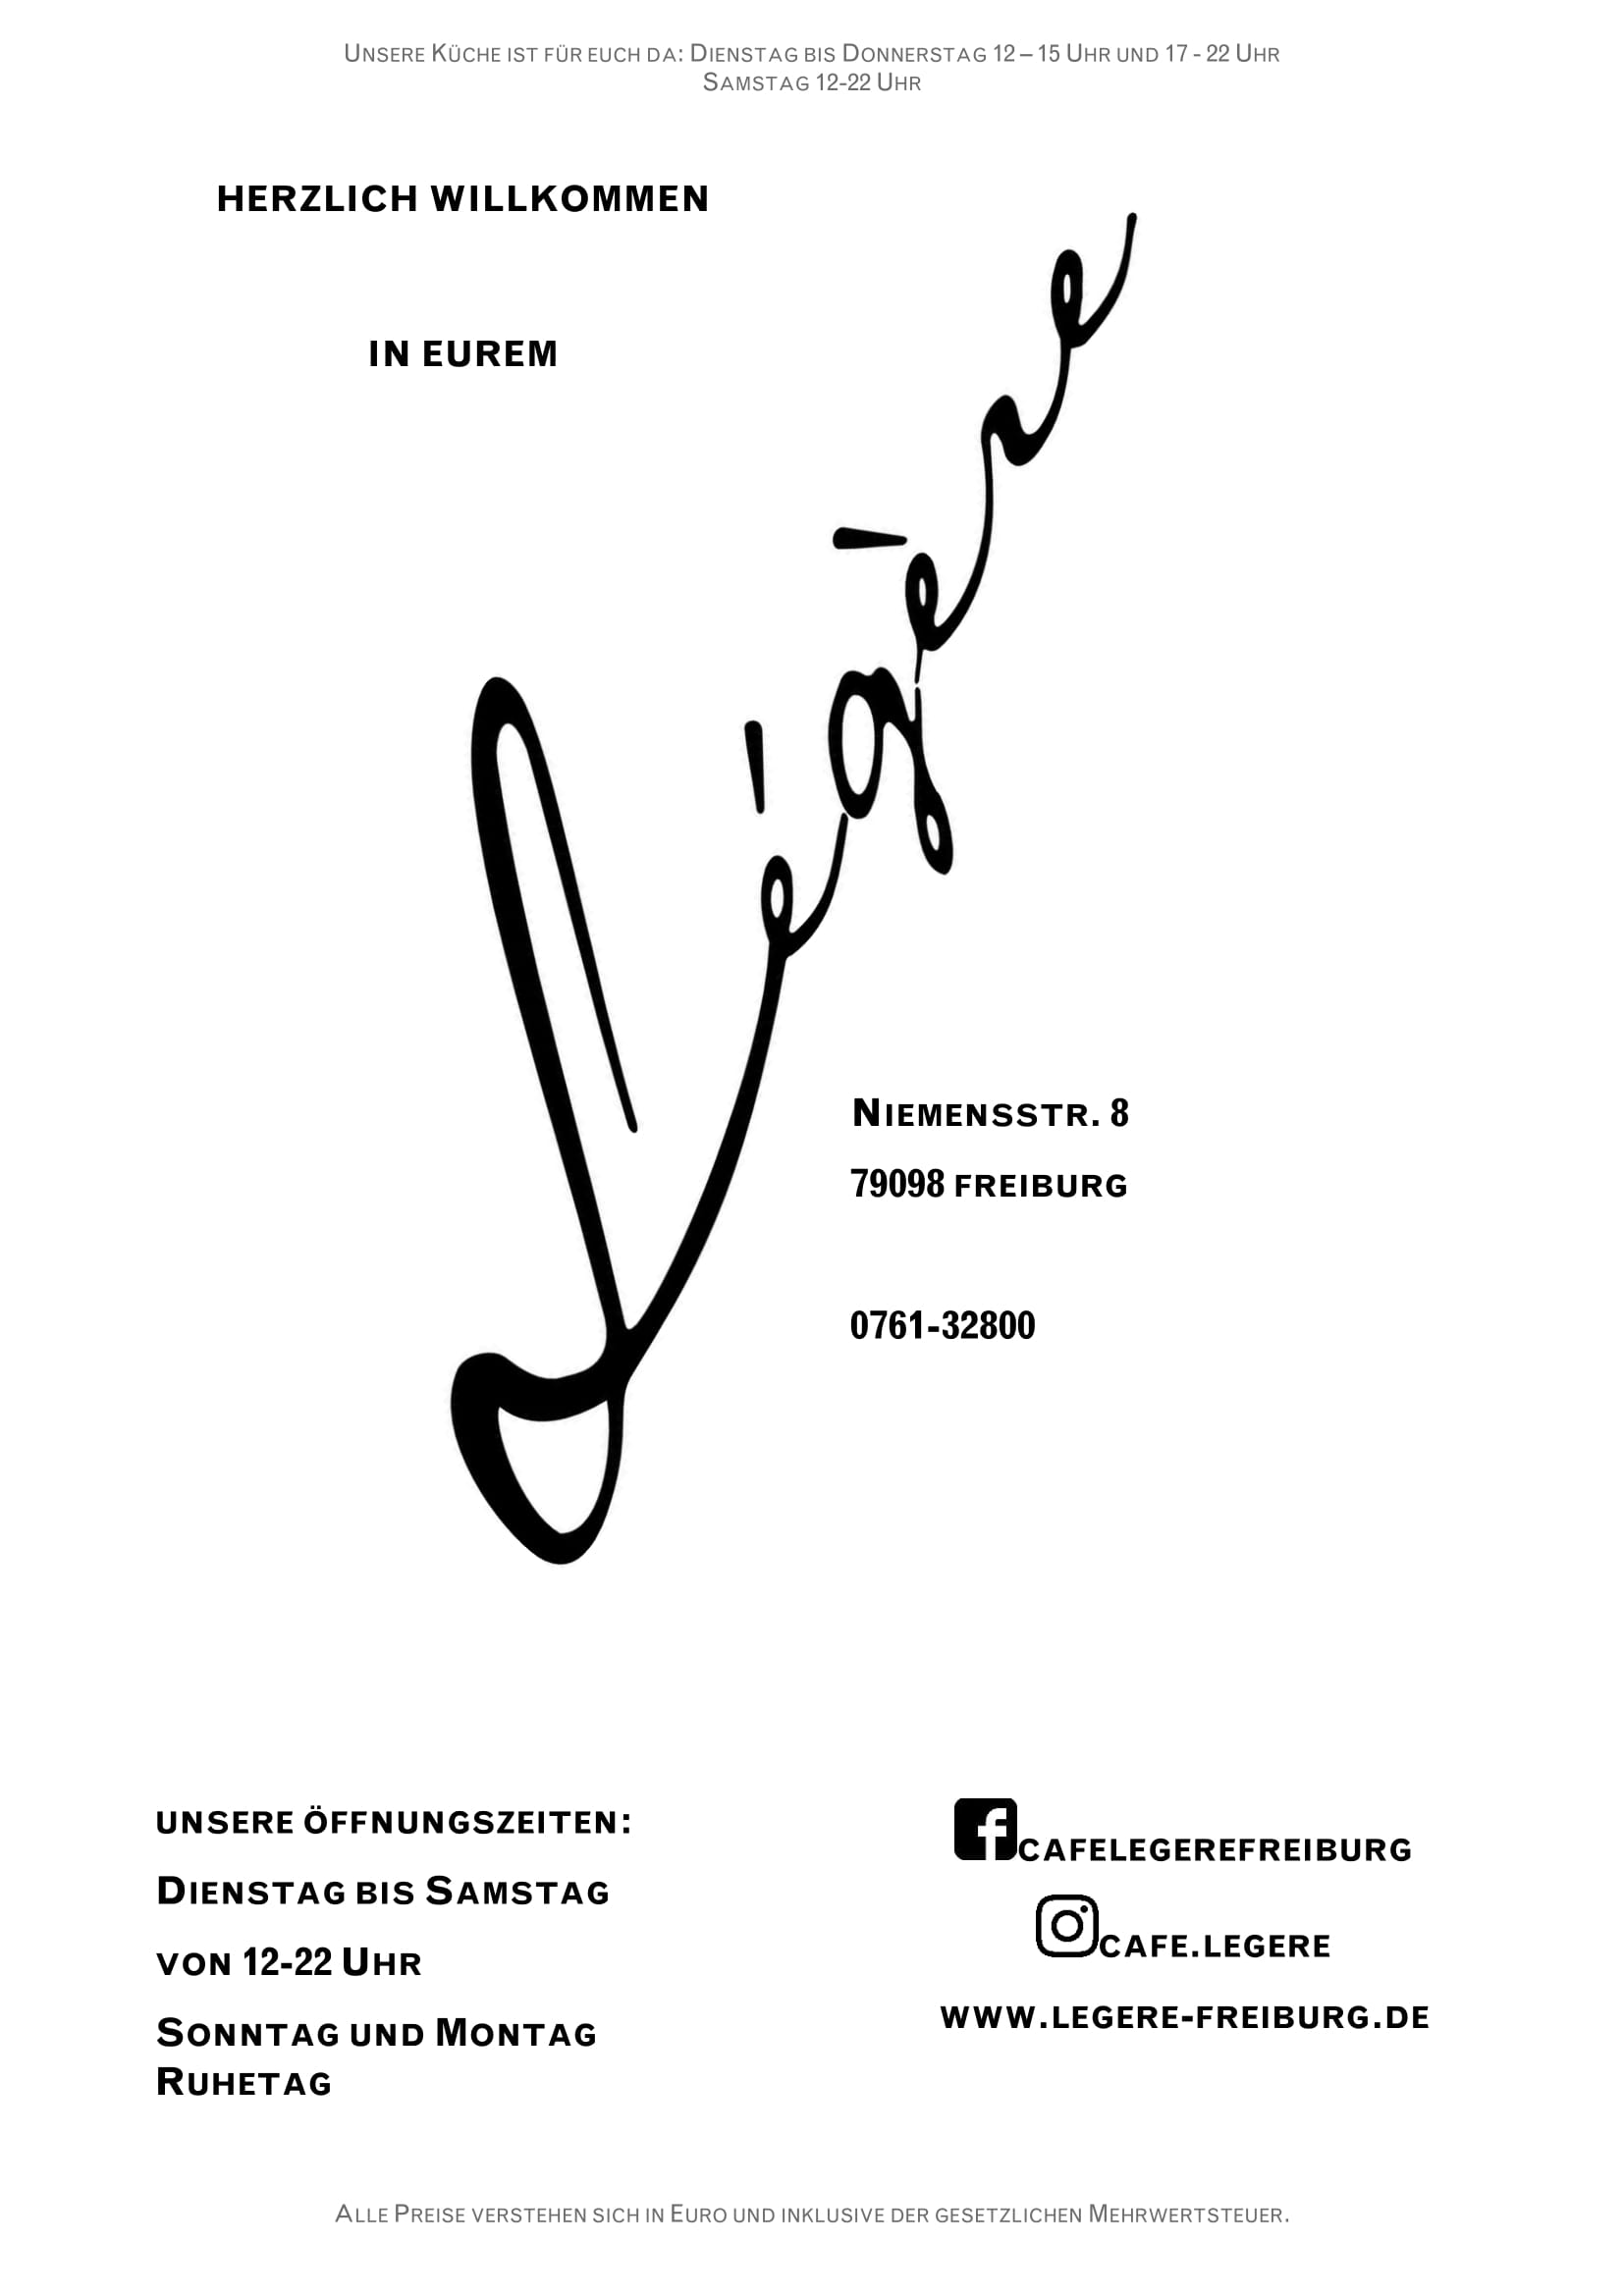 Unsere Küche ist für euch da: Dienstag bis Donnerstag 12 – 15 Uhr und 17 - 22 Uhr
Samstag 12-22 Uhr
HERZLICH WILLKOMMEN
IN EUREM
Légère
Niemensstr. 8
79098 FREIBURG
0761-32800
UNSERE ÖFFNUNGSZEITEN:
Dienstag bis Samstag
von 12-22 Uhr
Sonntag und Montag
Ruhetag
CAFELEGEREFREIBURG
CAFE.LEGERE
WWW.LEGERE-FREIBURG.DE
Alle Preise verstehen sich in Euro und inklusive der gesetzlichen Mehrwertsteuer.